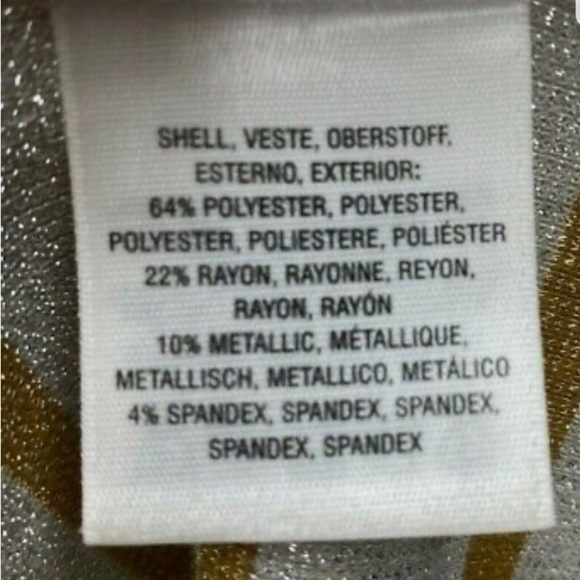 SHELL, VESTE, OBERSTOFF,
ESTERNO, EXTERIOR:
64% POLYESTER, POLYESTER,
POLYESTER, POLIESTERE, POLIÉSTER
22% RAYON, RAYONNE, REYON,
RAYON, RAYÓN
10% METALLIC, MÉTALLIQUE,
METALLISCH, METALLICO, METÁLICO
4% SPANDEX, SPANDEX, SPANDEX,
SPANDEX, SPANDEX